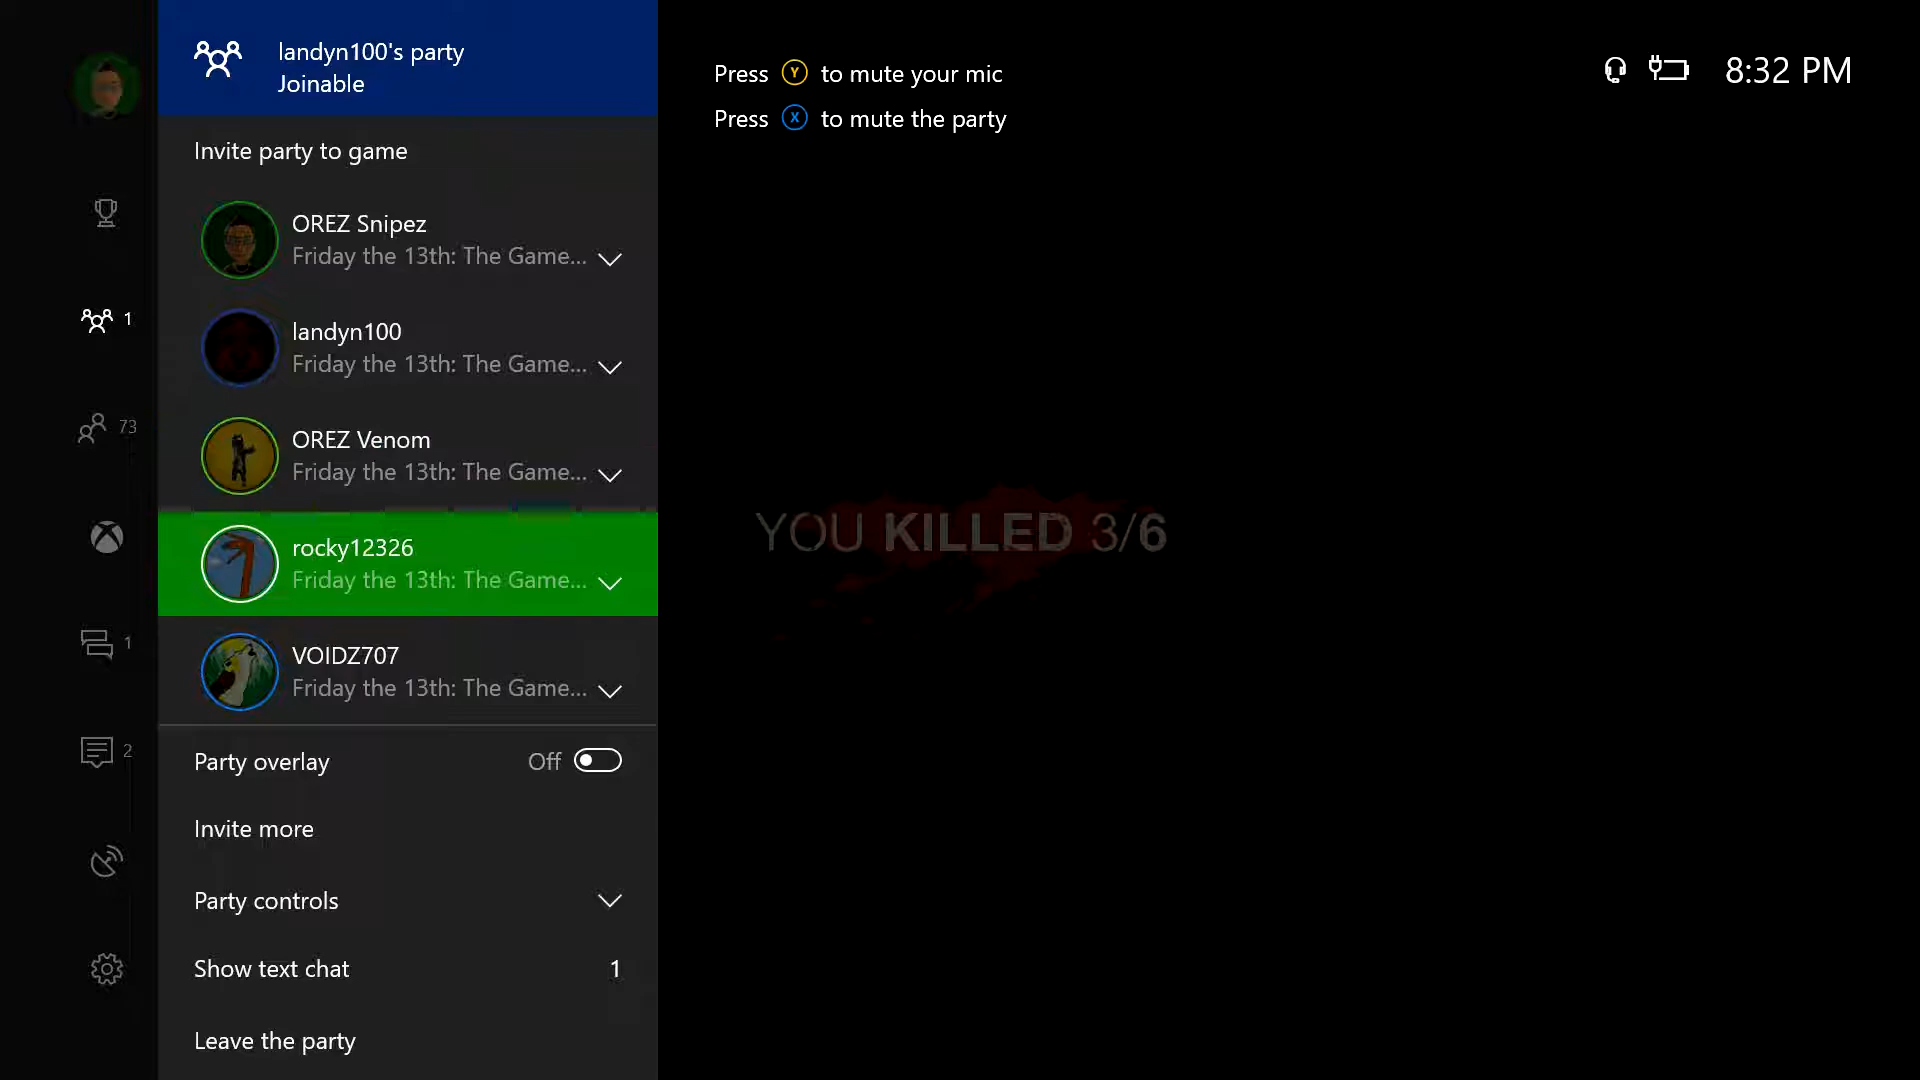 landyn100's party
Joinable
Invite party to game
OREZ Snipez
Friday the 13th: The Game...
landyn100
Friday the 13th: The Game...
OREZ Venom
Friday the 13th: The Game...
rocky12326
Friday the 13th: The Game...
VOIDZ707
Friday the 13th: The Game...
Party overlay Off
Invite more
Party controls
Show text chat 1
Leave the party
1
73
1
2
Press Y to mute your mic
Press X to mute the party
8:32 PM
YOU KILLED 3/6